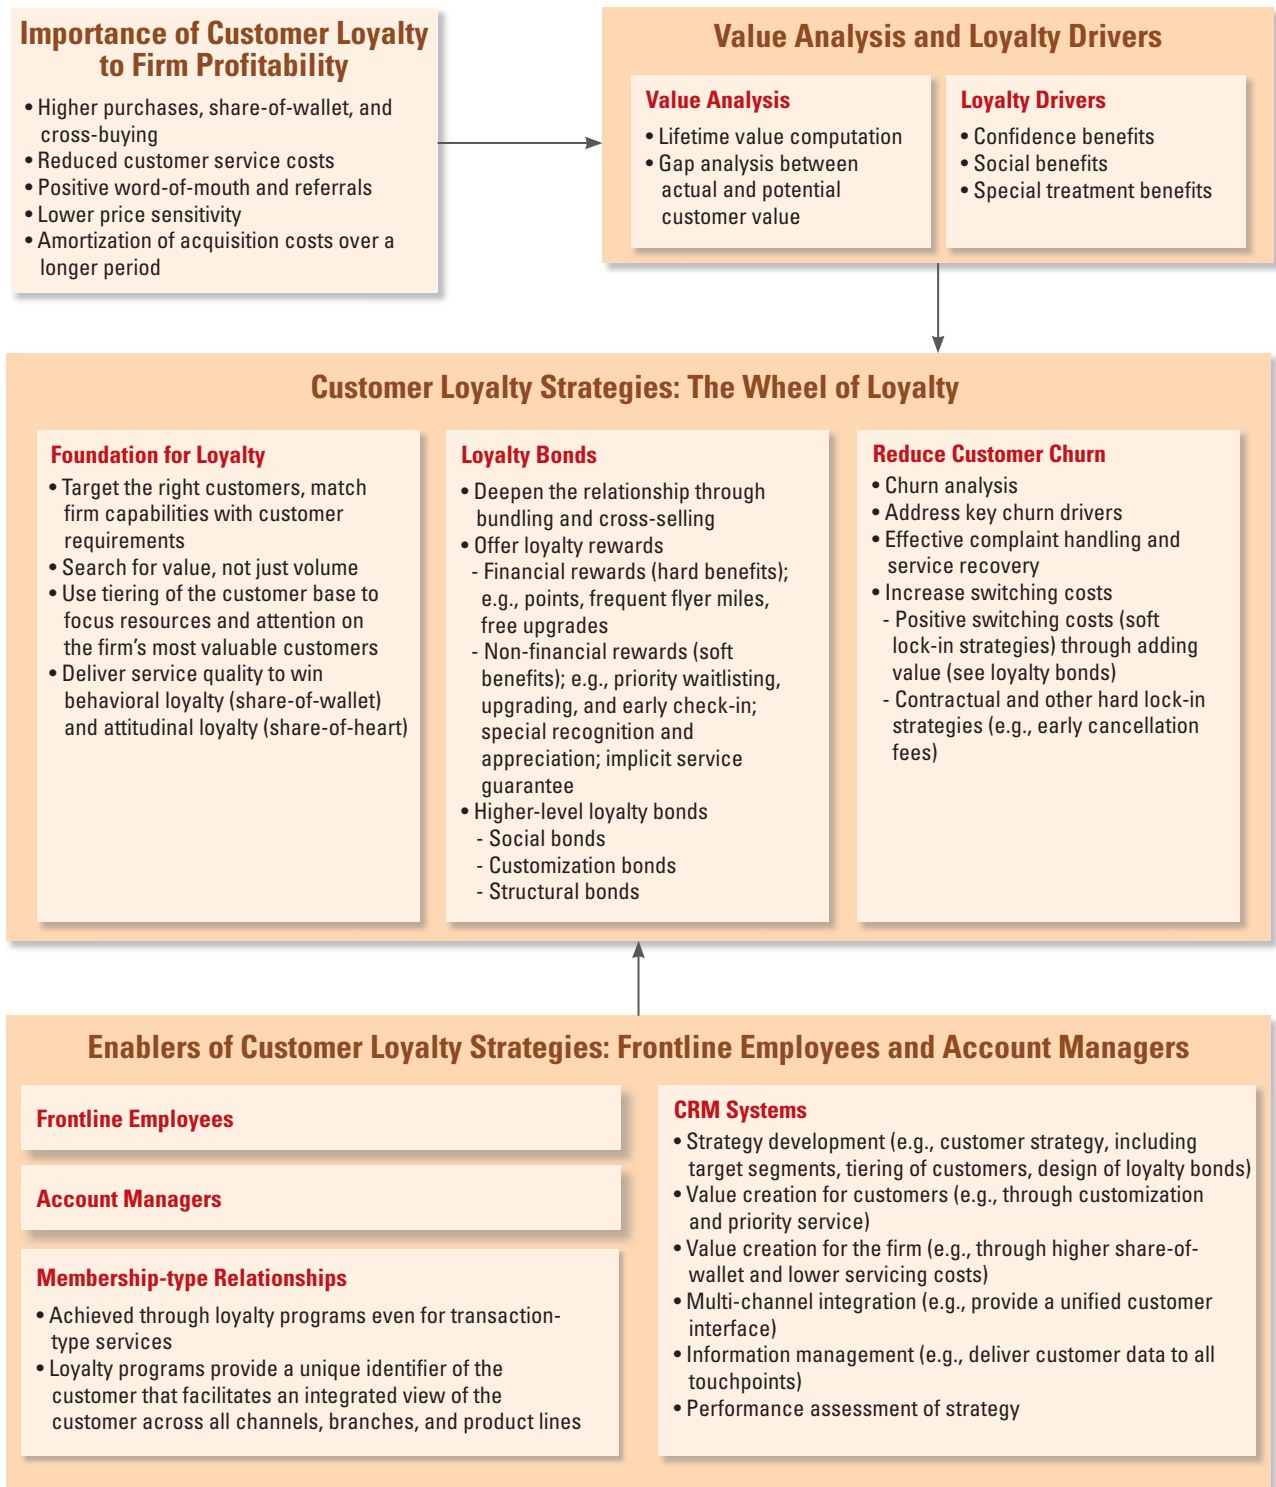 Importance of Customer Loyalty
to Firm Profitability
• Higher purchases, share-of-wallet, and
cross-buying
• Reduced customer service costs
• Positive word-of-mouth and referrals
• Lower price sensitivity
• Amortization of acquisition costs over a
longer period
Value Analysis and Loyalty Drivers
Value Analysis
• Lifetime value computation
• Gap analysis between
actual and potential
customer value
Loyalty Drivers
• Confidence benefits
• Social benefits
• Special treatment benefits
Customer Loyalty Strategies: The Wheel of Loyalty
Foundation for Loyalty
• Target the right customers, match
firm capabilities with customer
requirements
• Search for value, not just volume
• Use tiering of the customer base to
focus resources and attention on
the firm’s most valuable customers
• Deliver service quality to win
behavioral loyalty (share-of-wallet)
and attitudinal loyalty (share-of-heart)
Loyalty Bonds
• Deepen the relationship through
bundling and cross-selling
• Offer loyalty rewards
- Financial rewards (hard benefits);
e.g., points, frequent flyer miles,
free upgrades
- Non-financial rewards (soft
benefits); e.g., priority waitlisting,
upgrading, and early check-in;
special recognition and
appreciation; implicit service
guarantee
• Higher-level loyalty bonds
- Social bonds
- Customization bonds
- Structural bonds
Reduce Customer Churn
• Churn analysis
• Address key churn drivers
• Effective complaint handling and
service recovery
• Increase switching costs
- Positive switching costs (soft
lock-in strategies) through adding
value (see loyalty bonds)
- Contractual and other hard lock-in
strategies (e.g., early cancellation
fees)
Enablers of Customer Loyalty Strategies: Frontline Employees and Account Managers
Frontline Employees
Account Managers
Membership-type Relationships
• Achieved through loyalty programs even for transaction-
type services
• Loyalty programs provide a unique identifier of the
customer that facilitates an integrated view of the
customer across all channels, branches, and product lines
CRM Systems
• Strategy development (e.g., customer strategy, including
target segments, tiering of customers, design of loyalty bonds)
• Value creation for customers (e.g., through customization
and priority service)
• Value creation for the firm (e.g., through higher share-of-
wallet and lower servicing costs)
• Multi-channel integration (e.g., provide a unified customer
interface)
• Information management (e.g., deliver customer data to all
touchpoints)
• Performance assessment of strategy